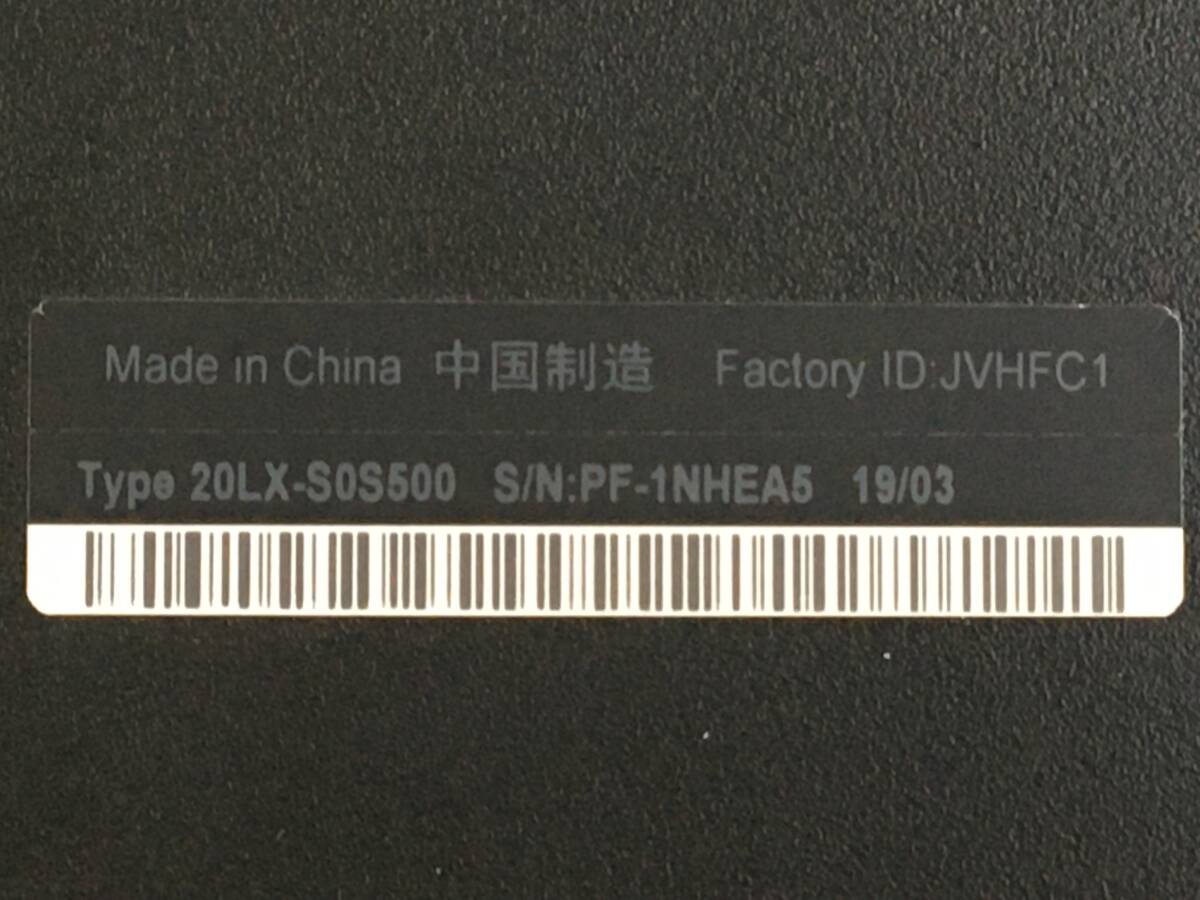 Made in China 中国制造 Factory ID:JVHFC1
Type 20LX-S0S500 S/N:PF-1NHEA5 19/03